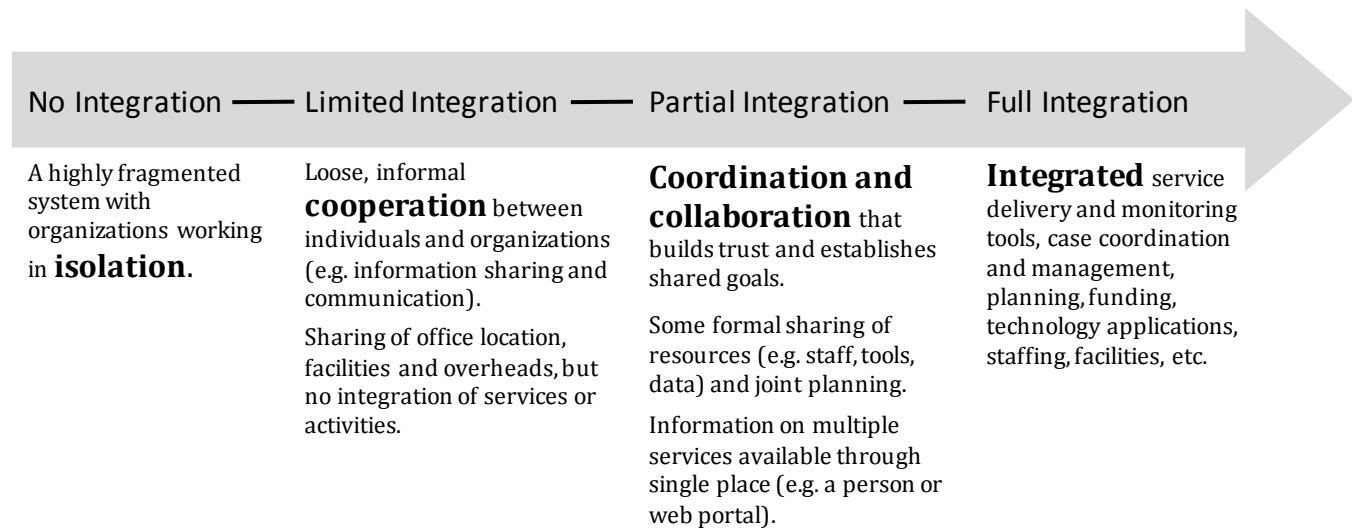 No Integration
Limited Integration
Partial Integration
Full Integration
A highly fragmented
system with
organizations working
in isolation.
Loose, informal
cooperation between
individuals and organizations
(e.g. information sharing and
communication).
Sharing of office location,
facilities and overheads, but
no integration of services or
activities.
Coordination and
collaboration that
builds trust and establishes
shared goals.
Some formal sharing of
resources (e.g. staff, tools,
data) and joint planning.
Information on multiple
services available through
single place (e.g. a person or
web portal).
Integrated service
delivery and monitoring
tools, case coordination
and management,
planning, funding,
technology applications,
staffing, facilities, etc.